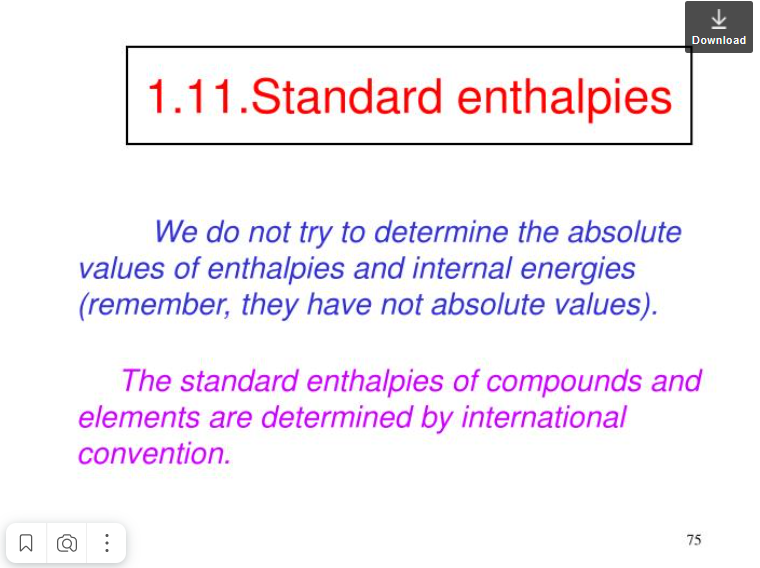 Download
1.11.Standard enthalpies
We do not try to determine the absolute
values of enthalpies and internal energies
(remember, they have not absolute values).
The standard enthalpies of compounds and
elements are determined by international
convention.
75